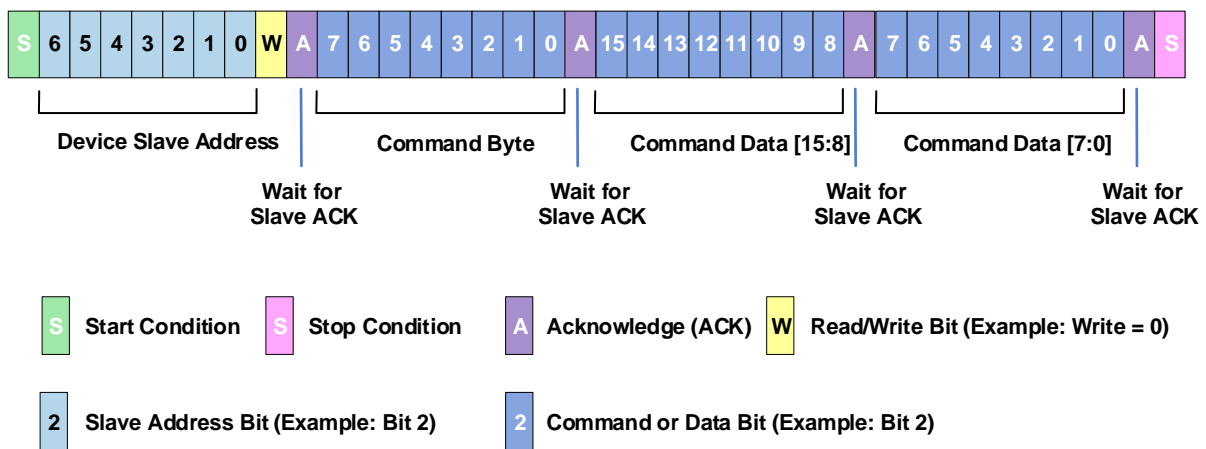 S 6 5 4 3 2 1 0 W A 7 6 5 4 3 2 1 0 A 15 14 13 12 11 10 9 8 A 7 6 5 4 3 2 1 0 A S
Device Slave Address Command Byte Command Data [15:8] Command Data [7:0]
Wait for Wait for Wait for Wait for
Slave ACK Slave ACK Slave ACK Slave ACK
S Start Condition S Stop Condition A Acknowledge (ACK) W Read/Write Bit (Example: Write = 0)
2 Slave Address Bit (Example: Bit 2) 2 Command or Data Bit (Example: Bit 2)